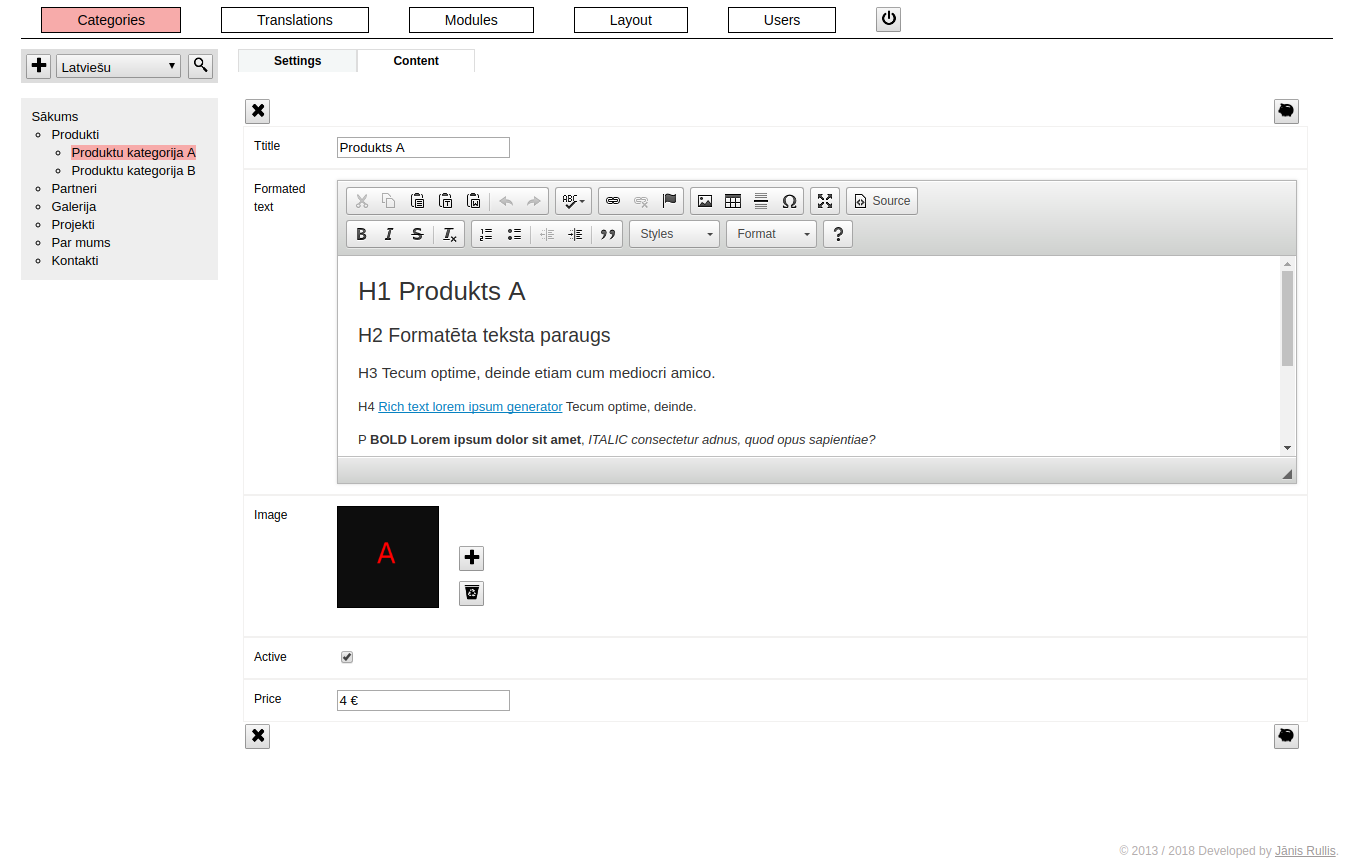 Categories Translations Modules Layout Users
Latviešu
Settings Content
Sākums
Produkti
Produktu kategorija A
Produktu kategorija B
Partneri
Galerija
Projekti
Par mums
Kontakti
Ttitle Produkts A
Formated
text
ABC Source
B I S Tx Styles Format ?
H1 Produkts A
H2 Formatēta teksta paraugs
H3 Tecum optime, deinde etiam cum mediocri amico.
H4 Rich text lorem ipsum generator Tecum optime, deinde.
P BOLD Lorem ipsum dolor sit amet, ITALIC consectetur adnus, quod opus sapientiae?
Image
A
Active
Price 4 €
© 2013 / 2018 Developed by Jānis Rullis.